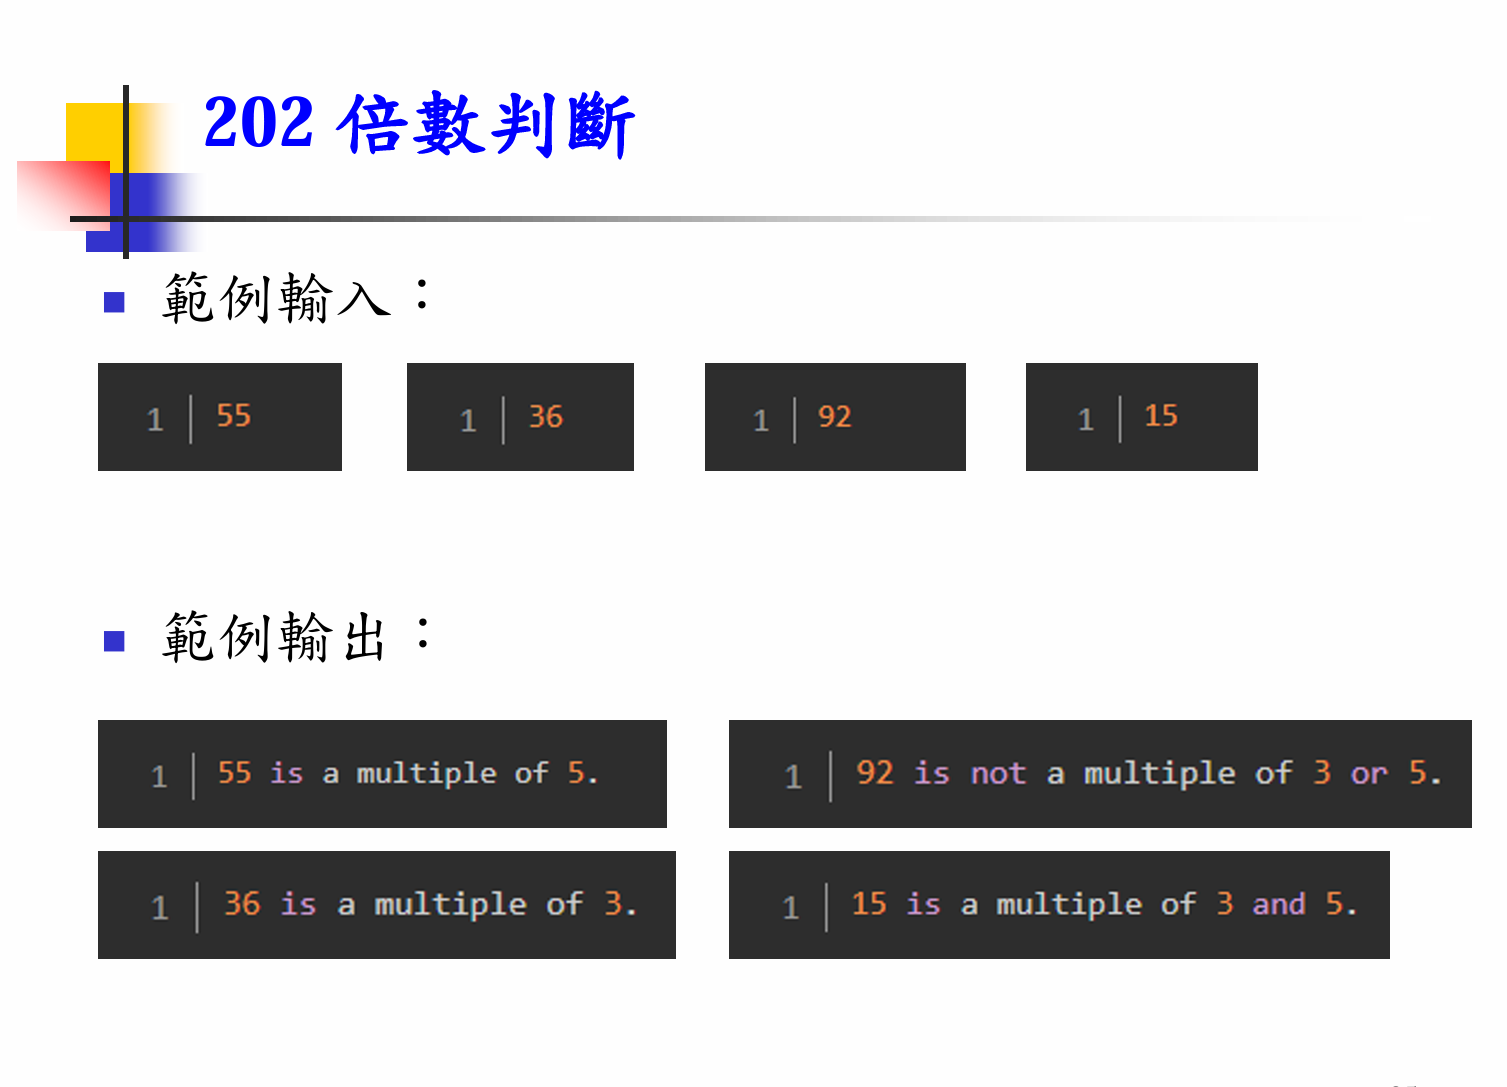 202 倍數判斷
範例輸入：
1 55
1 36
1 92
1 15
範例輸出：
1 55 is a multiple of 5.
1 92 is not a multiple of 3 or 5.
1 36 is a multiple of 3.
1 15 is a multiple of 3 and 5.